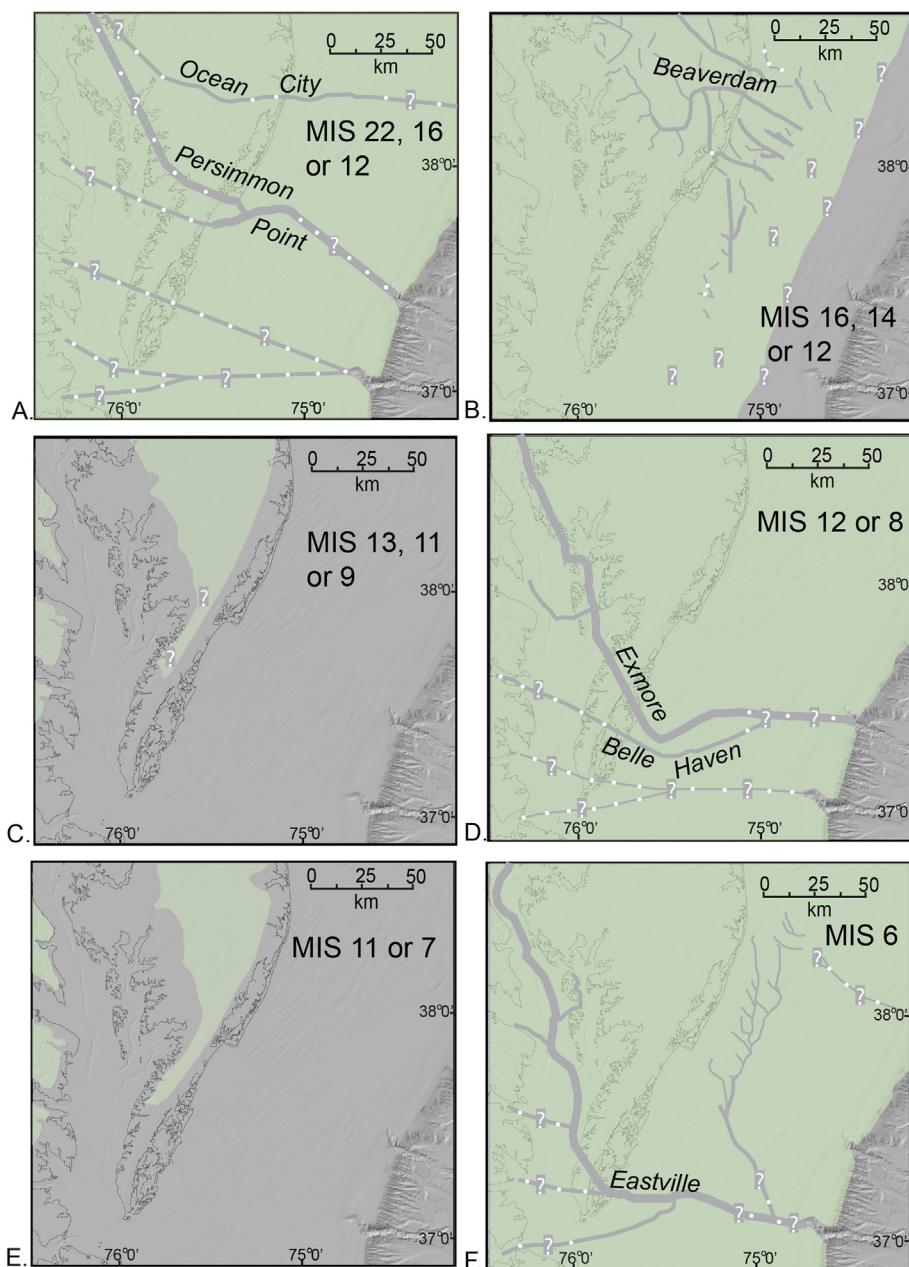 0 25 50
km
?
Ocean City
?
?
MIS 22, 16
or 12
Persimmon
Point
38°0'
?
?
?
?
?
?
37°0'
A.
76°0'
75°0'
0 25 50
km
Beaverdam
?
?
38°0'
?
?
?
?
MIS 16, 14
or 12
?
?
?
37°0'
B.
76°0'
75°0'
0 25 50
km
MIS 13, 11
or 9
38°0'
?
?
37°0'
C.
76°0'
75°0'
0 25 50
km
MIS 12 or 8
38°0'
Exmore
?
?
?
Belle Haven
?
?
?
37°0'
D.
76°0'
75°0'
0 25 50
km
MIS 11 or 7
38°0'
37°0'
E.
76°0'
75°0'
0 25 50
km
MIS 6
?
?
38°0'
?
Eastville
?
?
?
?
?
37°0'
F.
76°0'
75°0'